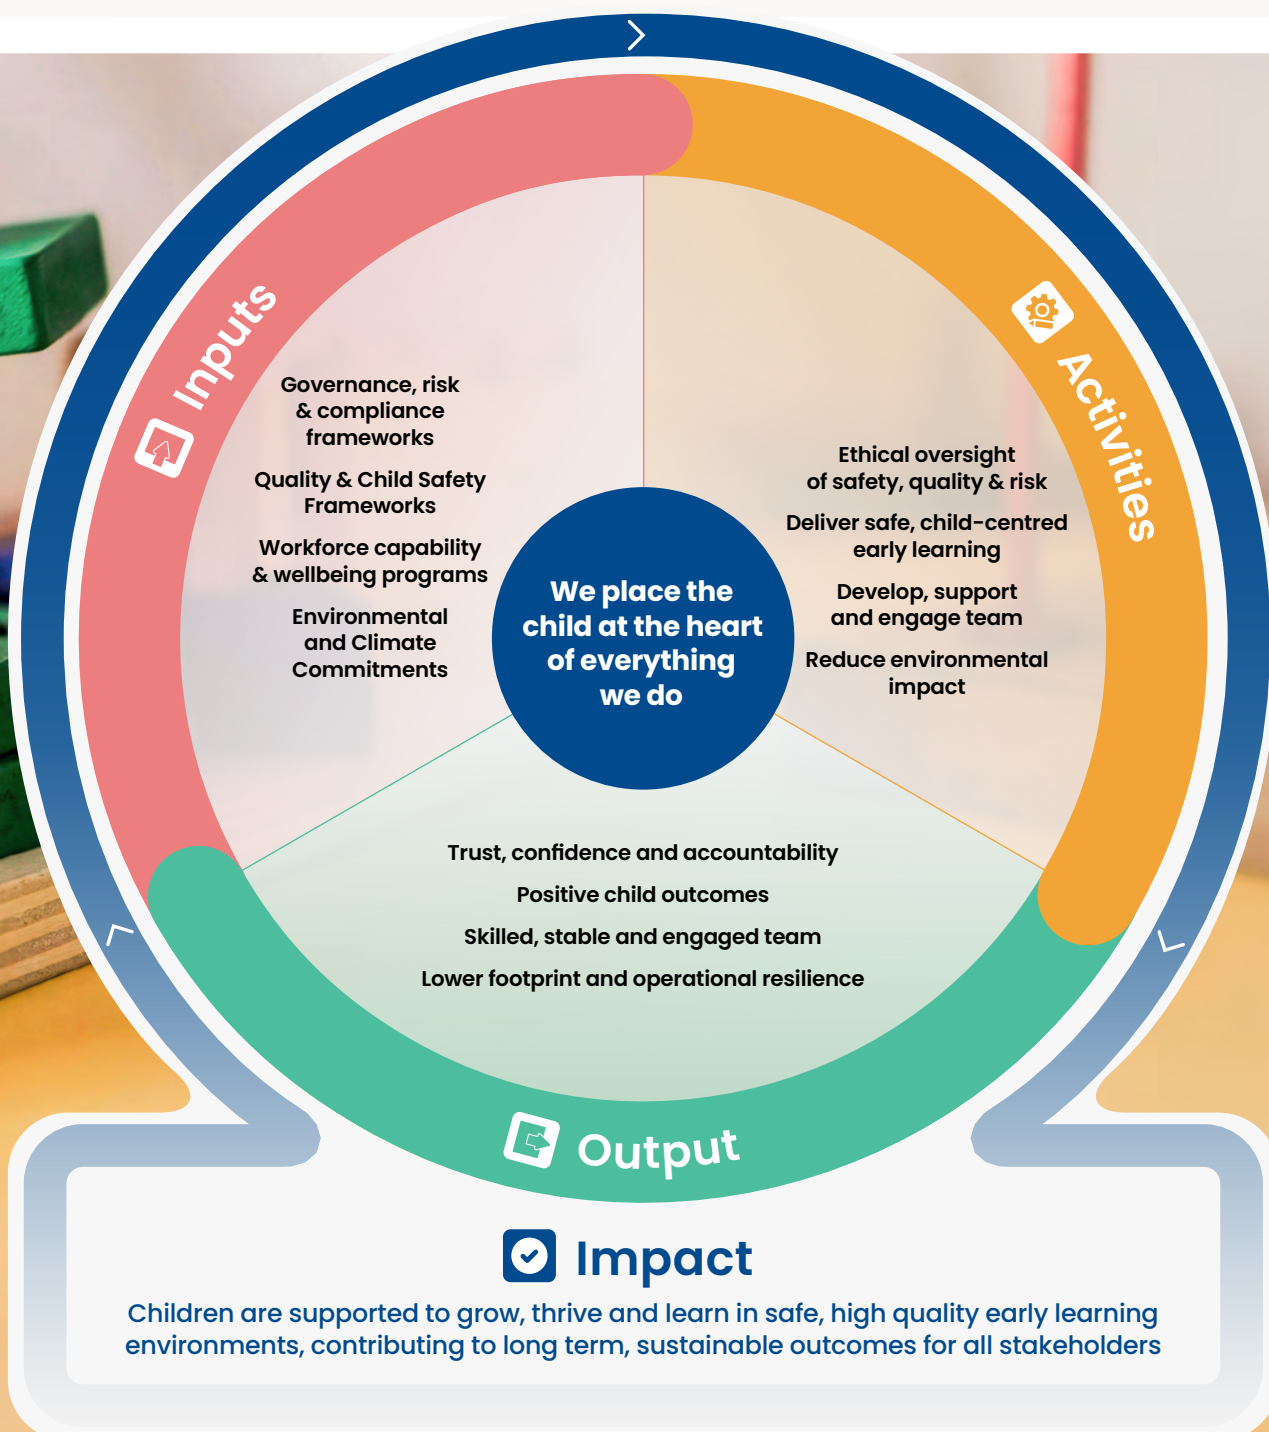 Inputs
Governance, risk
& compliance
frameworks
Quality & Child Safety
Frameworks
Workforce capability
& wellbeing programs
Environmental
and Climate
Commitments
Activities
Ethical oversight
of safety, quality & risk
Deliver safe, child-centred
early learning
Develop, support
and engage team
Reduce environmental
impact
We place the
child at the heart
of everything
we do
Trust, confidence and accountability
Positive child outcomes
Skilled, stable and engaged team
Lower footprint and operational resilience
Output
Impact
Children are supported to grow, thrive and learn in safe, high quality early learning
environments, contributing to long term, sustainable outcomes for all stakeholders